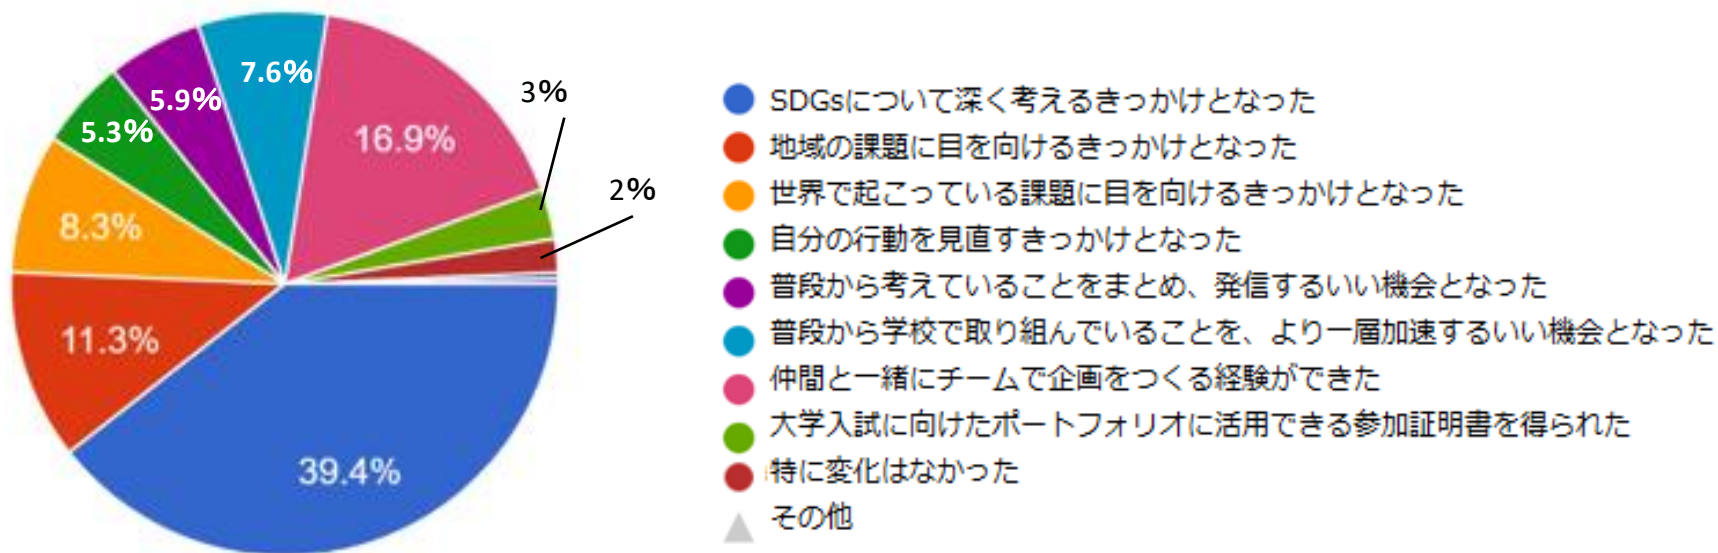 7.6%
5.9%
5.3%
3%
16.9%
2%
8.3%
11.3%
39.4%
SDGsについて深く考えるきっかけとなった
地域の課題に目を向けるきっかけとなった
世界で起こっている課題に目を向けるきっかけとなった
自分の行動を見直すきっかけとなった
普段から考えていることをまとめ、発信するいい機会となった
普段から学校で取り組んでいることを、より一層加速するいい機会となった
仲間と一緒にチームで企画をつくる経験ができた
大学入試に向けたポートフォリオに活用できる参加証明書を得られた
特に変化はなかった
その他